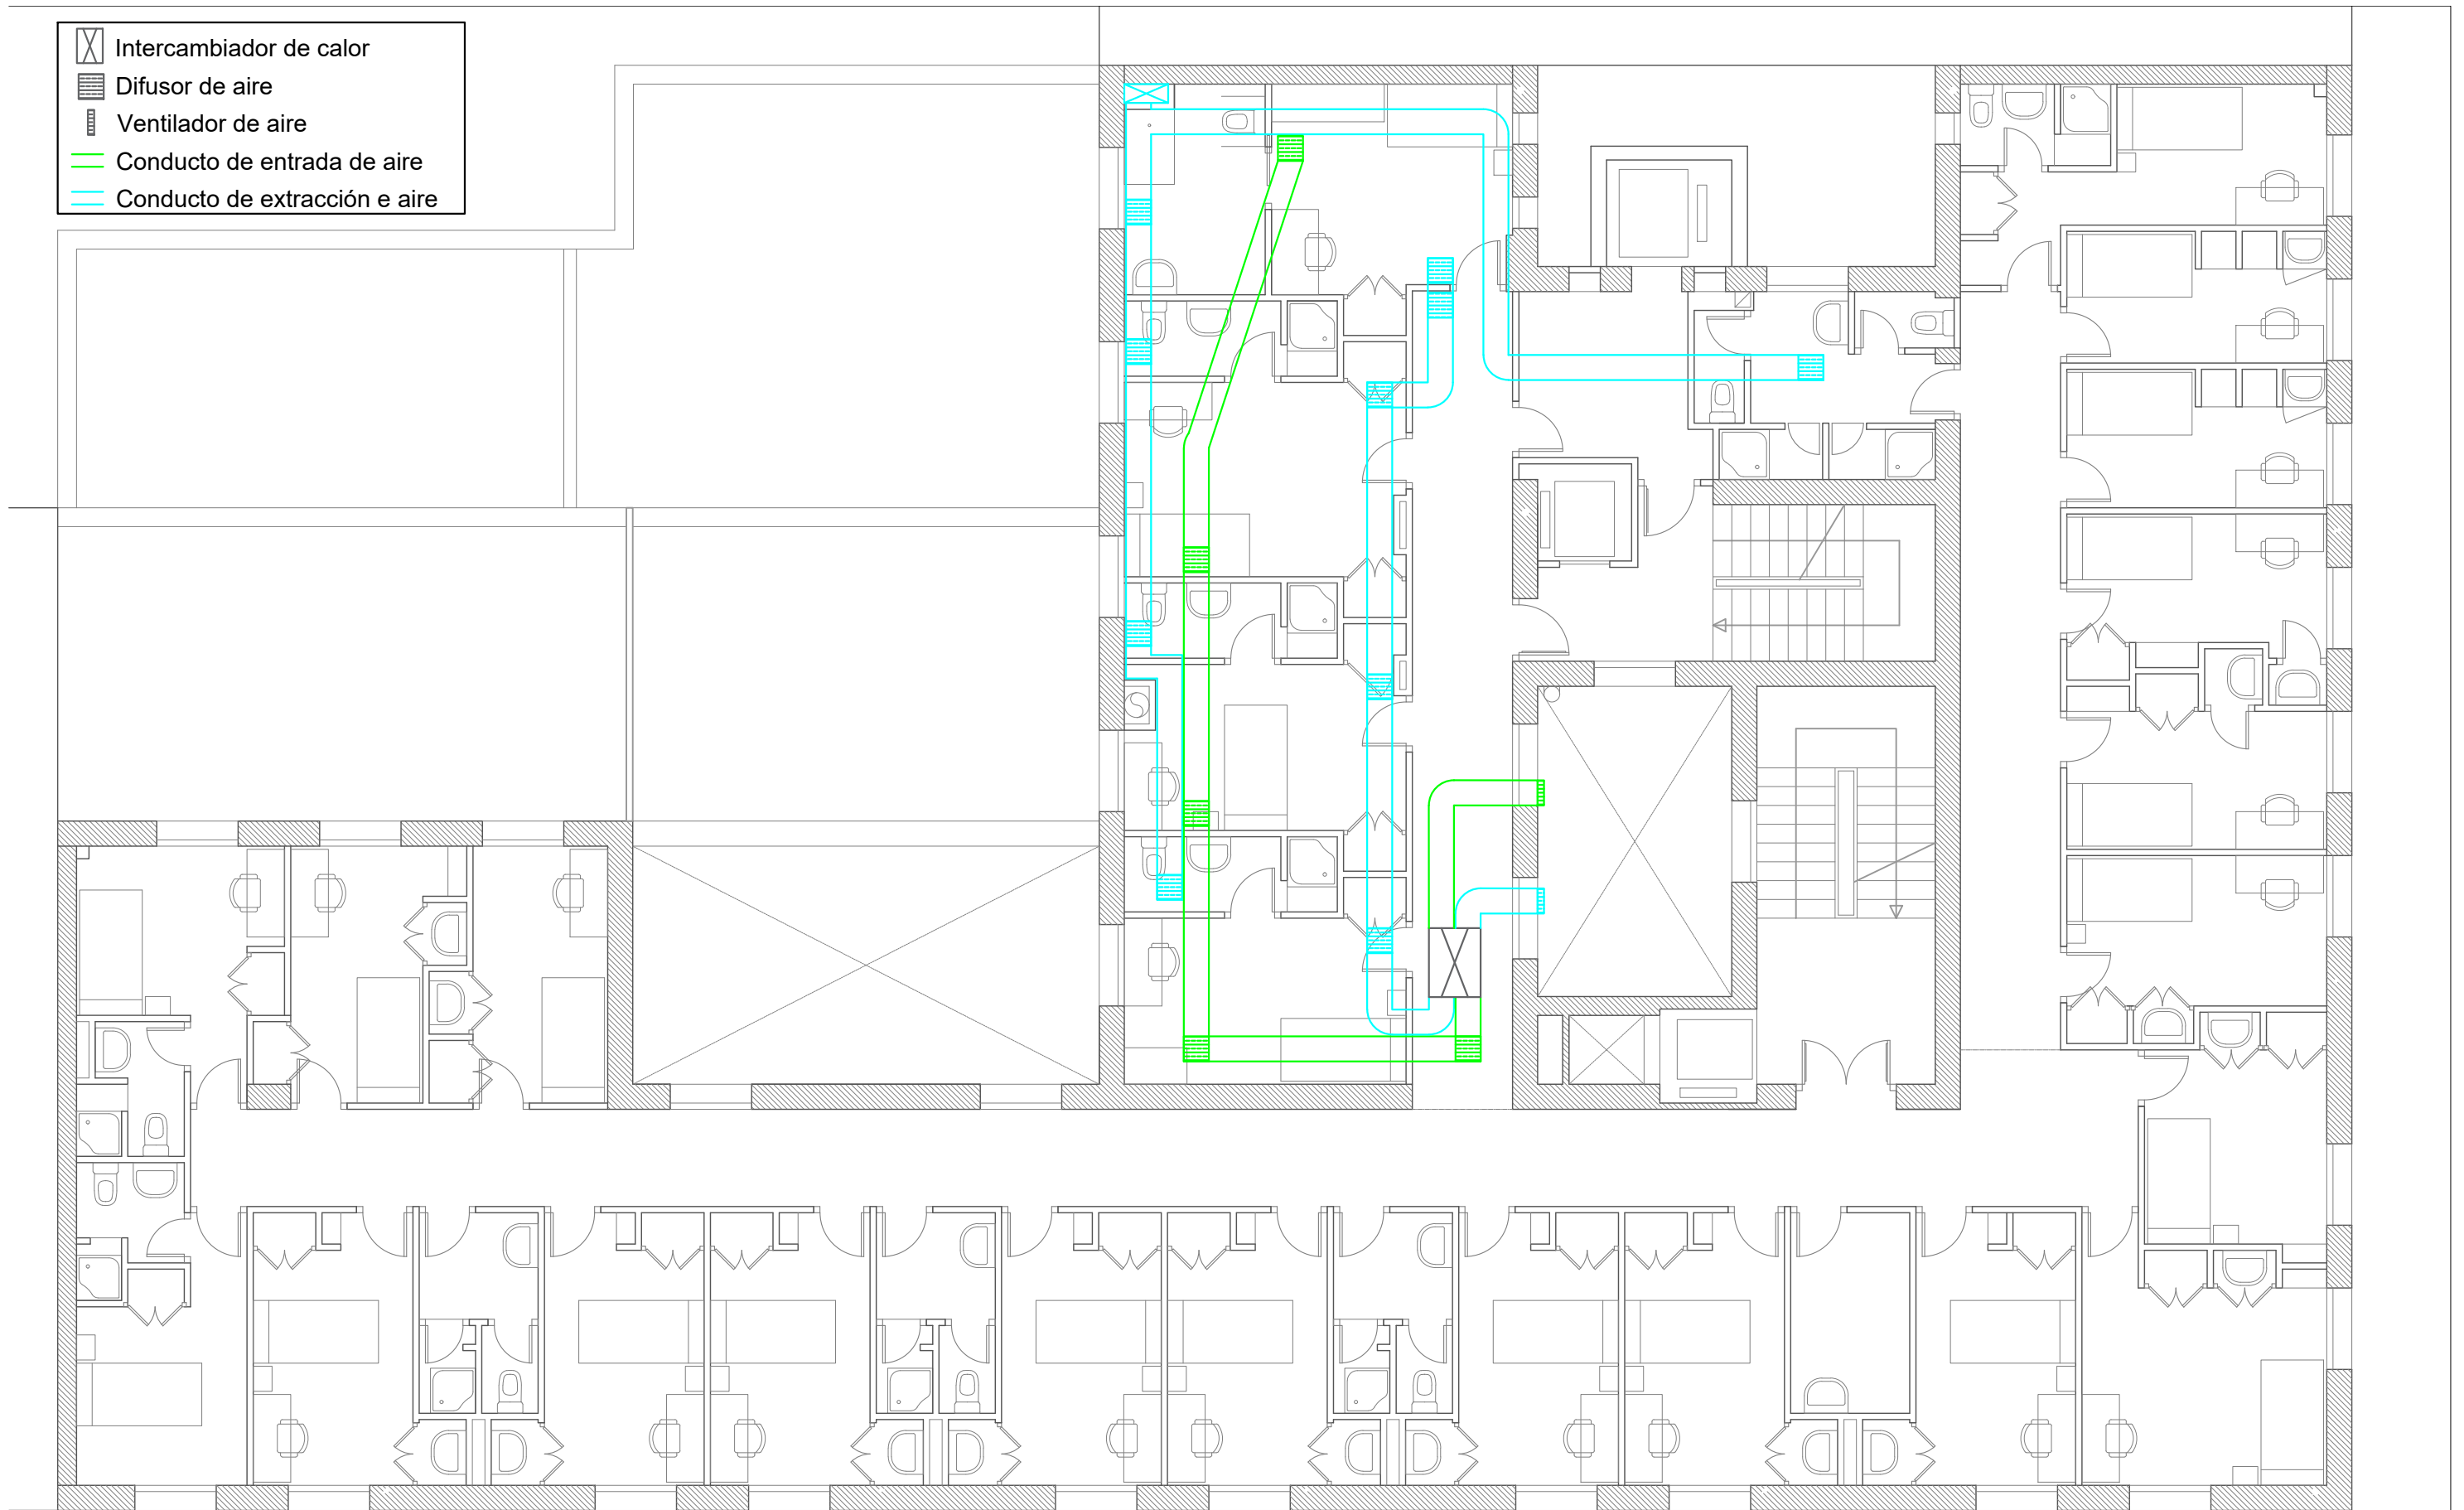 Intercambiador de calor
Difusor de aire
Ventilador de aire
Conducto de entrada de aire
Conducto de extracción e aire